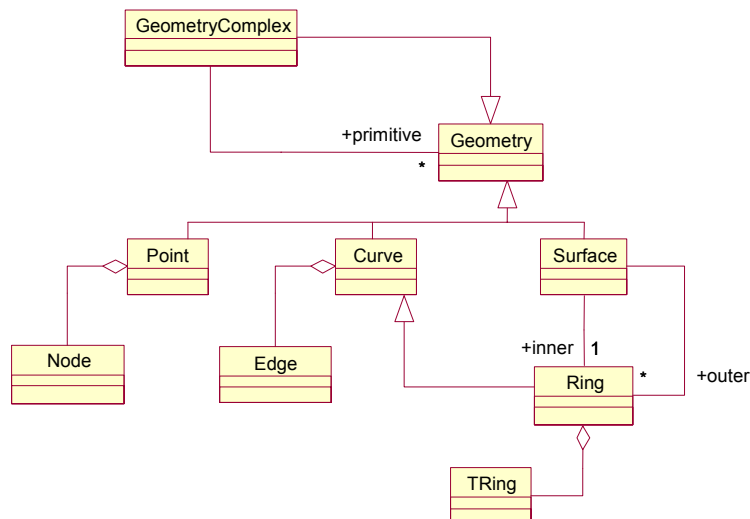 GeometryComplex
+primitive
Geometry
*
Point
Curve
Surface
Node
Edge
+inner
1
Ring
*
+outer
TRing